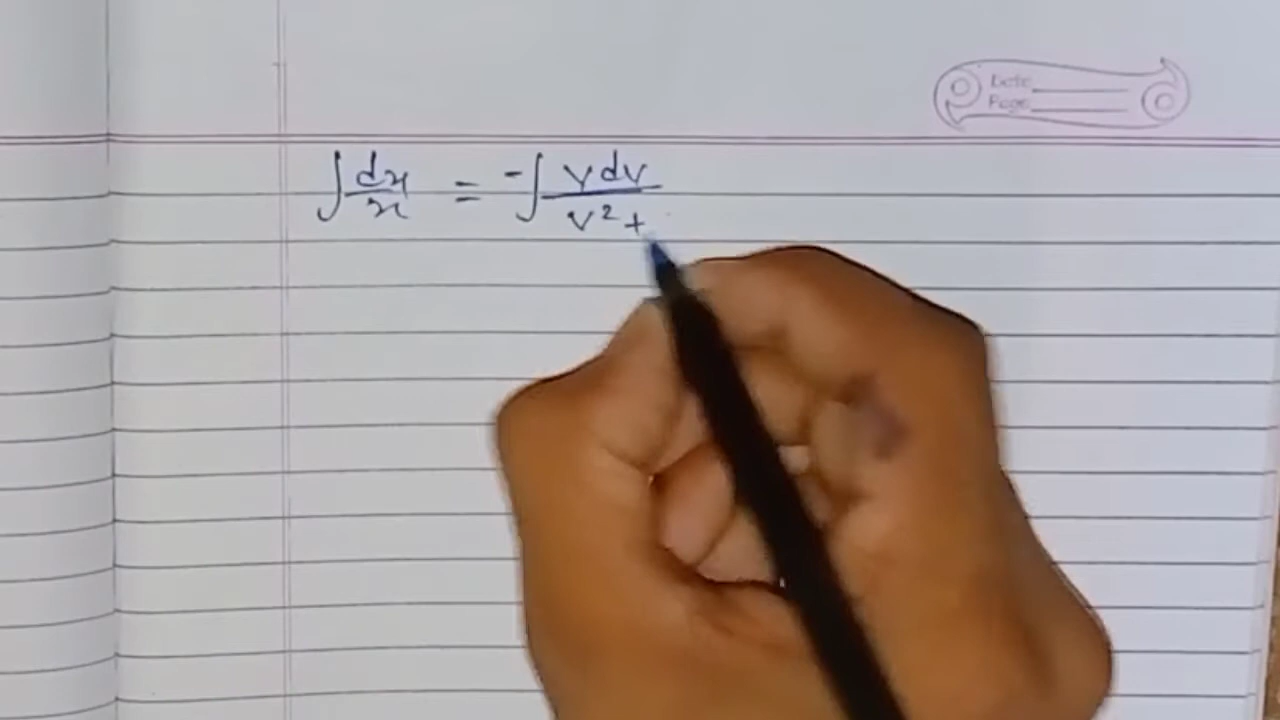 Date
Page
∫ dx/x = -∫ v dv / v² +